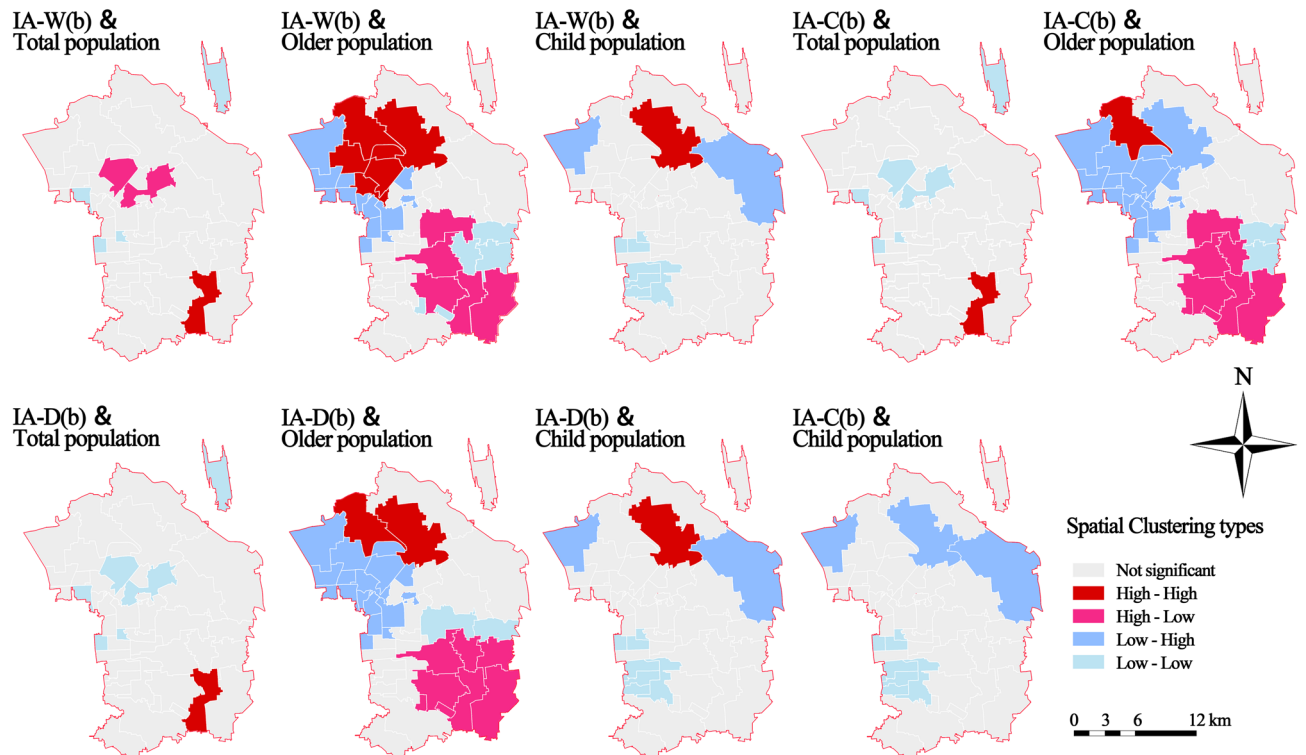 IA-W(b) &
Total population
IA-W(b) &
Older population
IA-W(b) &
Child population
IA-C(b) &
Total population
IA-C(b) &
Older population
IA-D(b) &
Total population
IA-D(b) &
Older population
IA-D(b) &
Child population
IA-C(b) &
Child population
N
Spatial Clustering types
Not significant
High - High
High - Low
Low - High
Low - Low
0 3 6 12 km